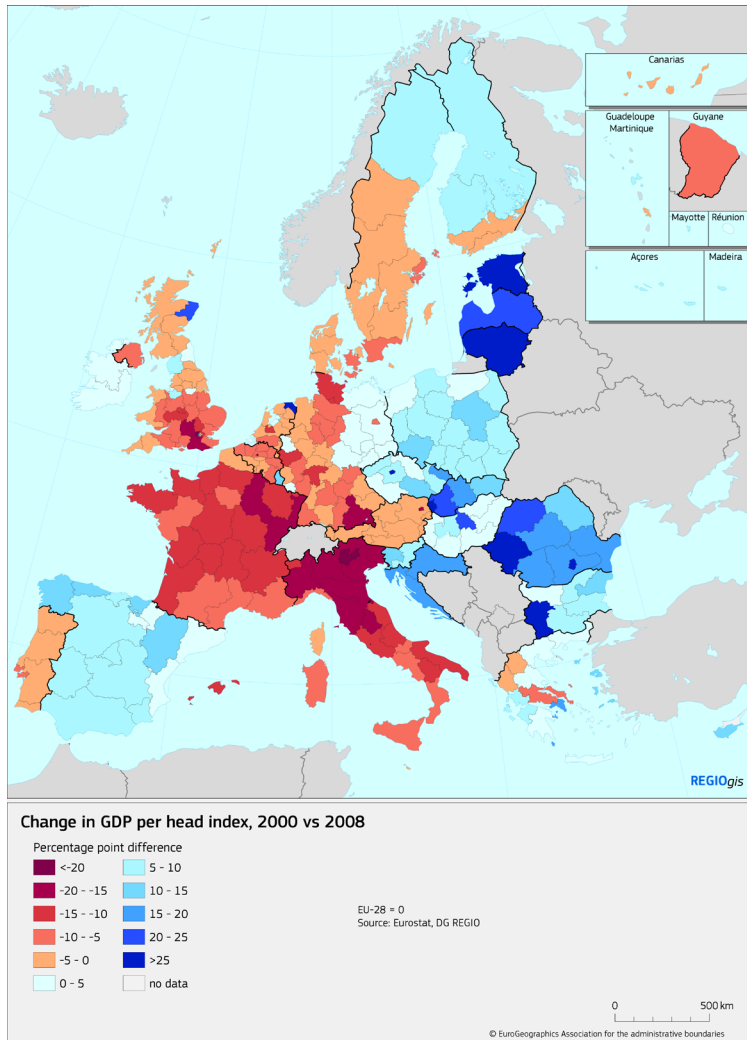 Canarias
Guadeloupe
Martinique
Guyane
Mayotte
Réunion
Açores
Madeira
REGIOgis
Change in GDP per head index, 2000 vs 2008
Percentage point difference
<-20
-20 - -15
-15 - -10
-10 - -5
-5 - 0
0 - 5
5 - 10
10 - 15
15 - 20
20 - 25
>25
no data
EU-28 = 0
Source: Eurostat, DG REGIO
0 500 km
© EuroGeographics Association for the administrative boundaries